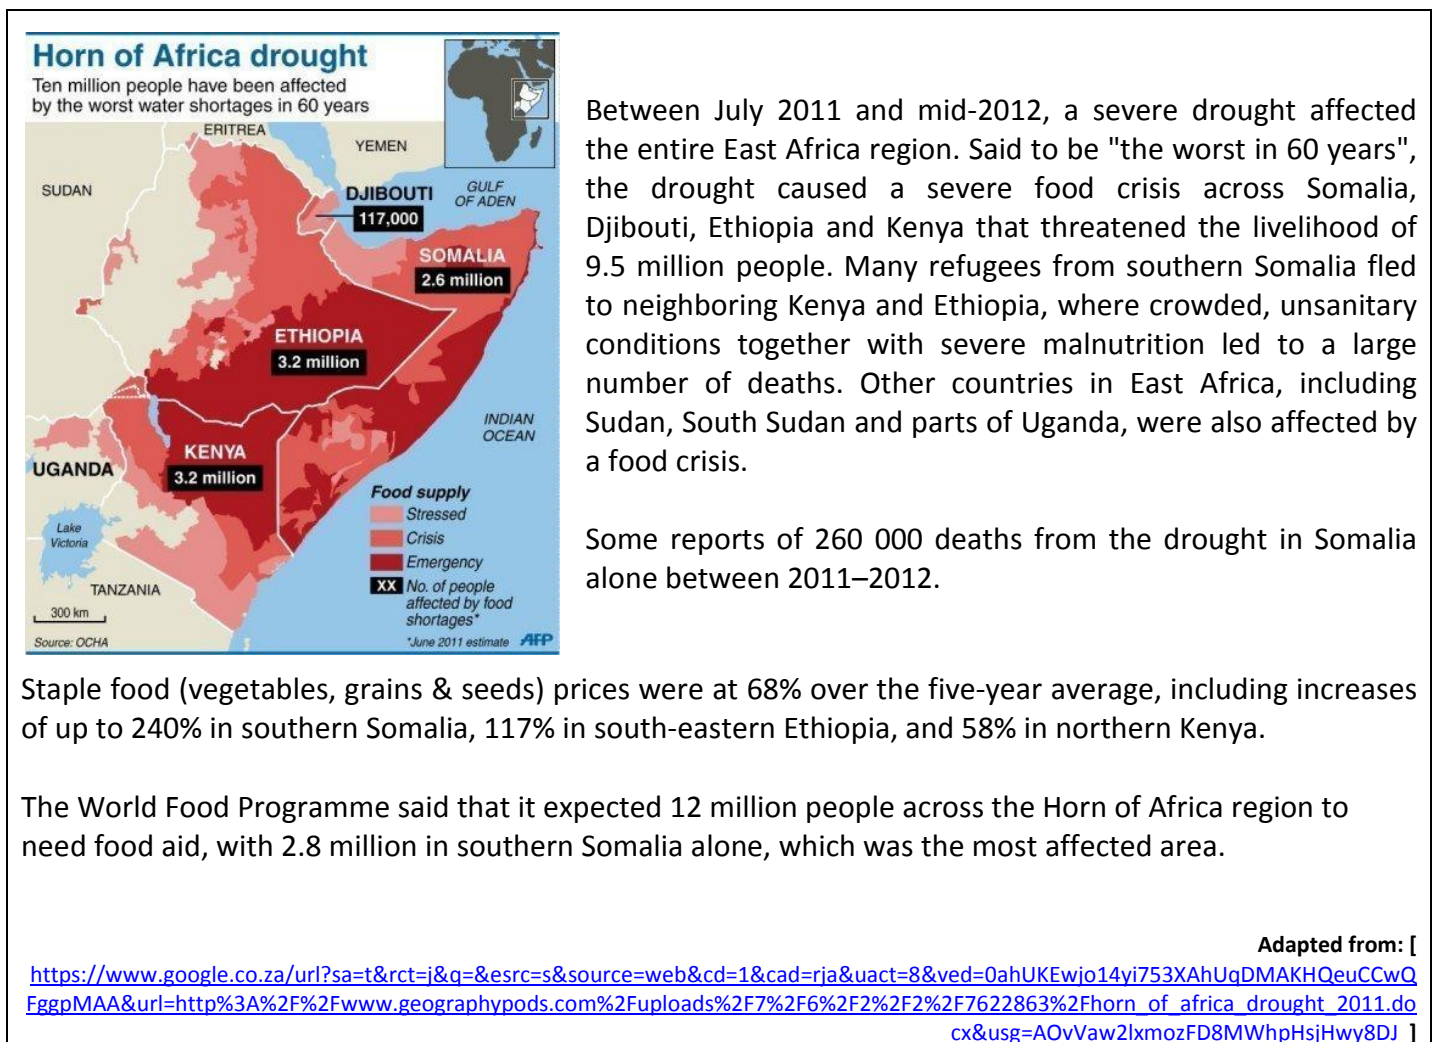 Horn of Africa drought
Ten million people have been affected
by the worst water shortages in 60 years
ERITREA
YEMEN
SUDAN
DJIBOUTI
117,000
GULF
OF ADEN
SOMALIA
2.6 million
ETHIOPIA
3.2 million
INDIAN
OCEAN
KENYA
3.2 million
UGANDA
Lake
Victoria
TANZANIA
300 km
Source: OCHA
Food supply
Stressed
Crisis
Emergency
XX No. of people
affected by food
shortages*
*June 2011 estimate AFP
Between July 2011 and mid-2012, a severe drought affected
the entire East Africa region. Said to be "the worst in 60 years",
the drought caused a severe food crisis across Somalia,
Djibouti, Ethiopia and Kenya that threatened the livelihood of
9.5 million people. Many refugees from southern Somalia fled
to neighboring Kenya and Ethiopia, where crowded, unsanitary
conditions together with severe malnutrition led to a large
number of deaths. Other countries in East Africa, including
Sudan, South Sudan and parts of Uganda, were also affected by
a food crisis.
Some reports of 260 000 deaths from the drought in Somalia
alone between 2011–2012.
Staple food (vegetables, grains & seeds) prices were at 68% over the five-year average, including increases
of up to 240% in southern Somalia, 117% in south-eastern Ethiopia, and 58% in northern Kenya.
The World Food Programme said that it expected 12 million people across the Horn of Africa region to
need food aid, with 2.8 million in southern Somalia alone, which was the most affected area.
Adapted from: [
https://www.google.co.za/url?sa=t&rct=j&q=&esrc=s&source=web&cd=1&cad=rja&uact=8&ved=0ahUKEwjo14yi753XAhUqDMAKHQeuCCwQ
FggpMAA&url=http%3A%2F%2Fwww.geographypods.com%2Fuploads%2F7%2F6%2F2%2F2%2F7622863%2Fhorn_of_africa_drought_2011.do
cx&usg=AOvVaw2lxmozFD8MWhpHsjHwy8DJ ]